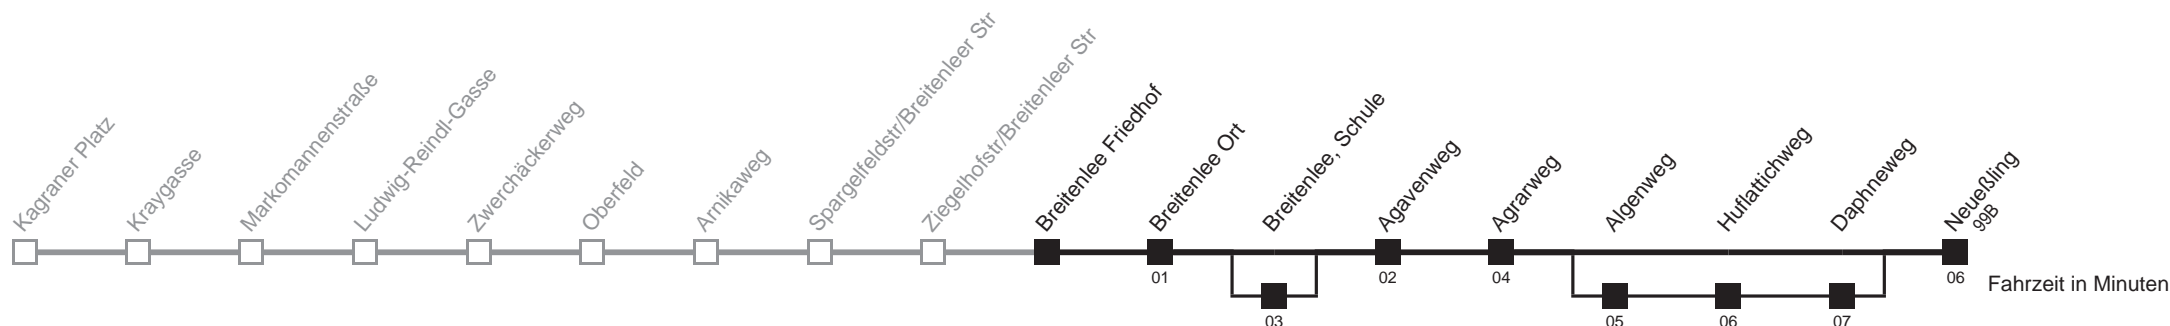 Kagraner Platz
Kraygasse
Markomannenstraße
Ludwig-Reindl-Gasse
Zwerchäckerweg
Oberfeld
Arnikaweg
Spargelfeldstr/Breitenleer Str
Ziegelhofstr/Breitenleer Str
Breitenlee Friedhof
Breitenlee Ort
Breitenlee, Schule
Agavenweg
Agrarweg
Algenweg
Huflattichweg
Daphneweg
Neueßling
99B
01
02
04
06
Fahrzeit in Minuten
03
05
06
07